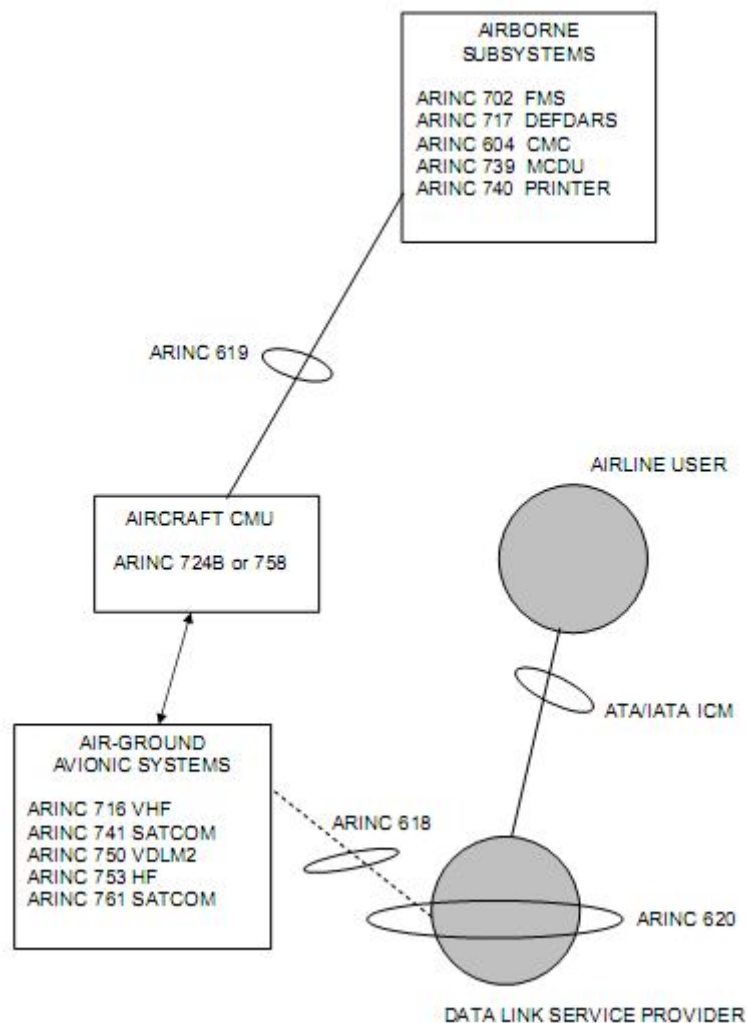 AIRBORNE
SUBSYSTEMS
ARINC 702 FMS
ARINC 717 DEFDARS
ARINC 604 CMC
ARINC 739 MCDU
ARINC 740 PRINTER
ARINC 619
AIRLINE USER
AIRCRAFT CMU
ARINC 724B or 758
ATA/IATA ICM
AIR-GROUND
AVIONIC SYSTEMS
ARINC 716 VHF
ARINC 741 SATCOM
ARINC 750 VDLM2
ARINC 753 HF
ARINC 761 SATCOM
ARINC 618
ARINC 620
DATA LINK SERVICE PROVIDER